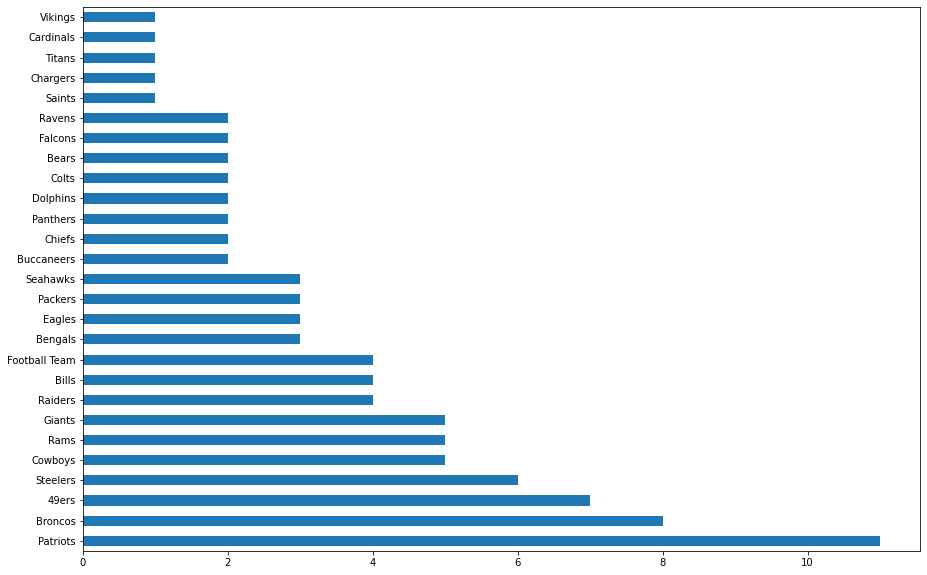 Vikings
Cardinals
Titans
Chargers
Saints
Ravens
Falcons
Bears
Colts
Dolphins
Panthers
Chiefs
Buccaneers
Seahawks
Packers
Eagles
Bengals
Football Team
Bills
Raiders
Giants
Rams
Cowboys
Steelers
49ers
Broncos
Patriots
0 2 4 6 8 10